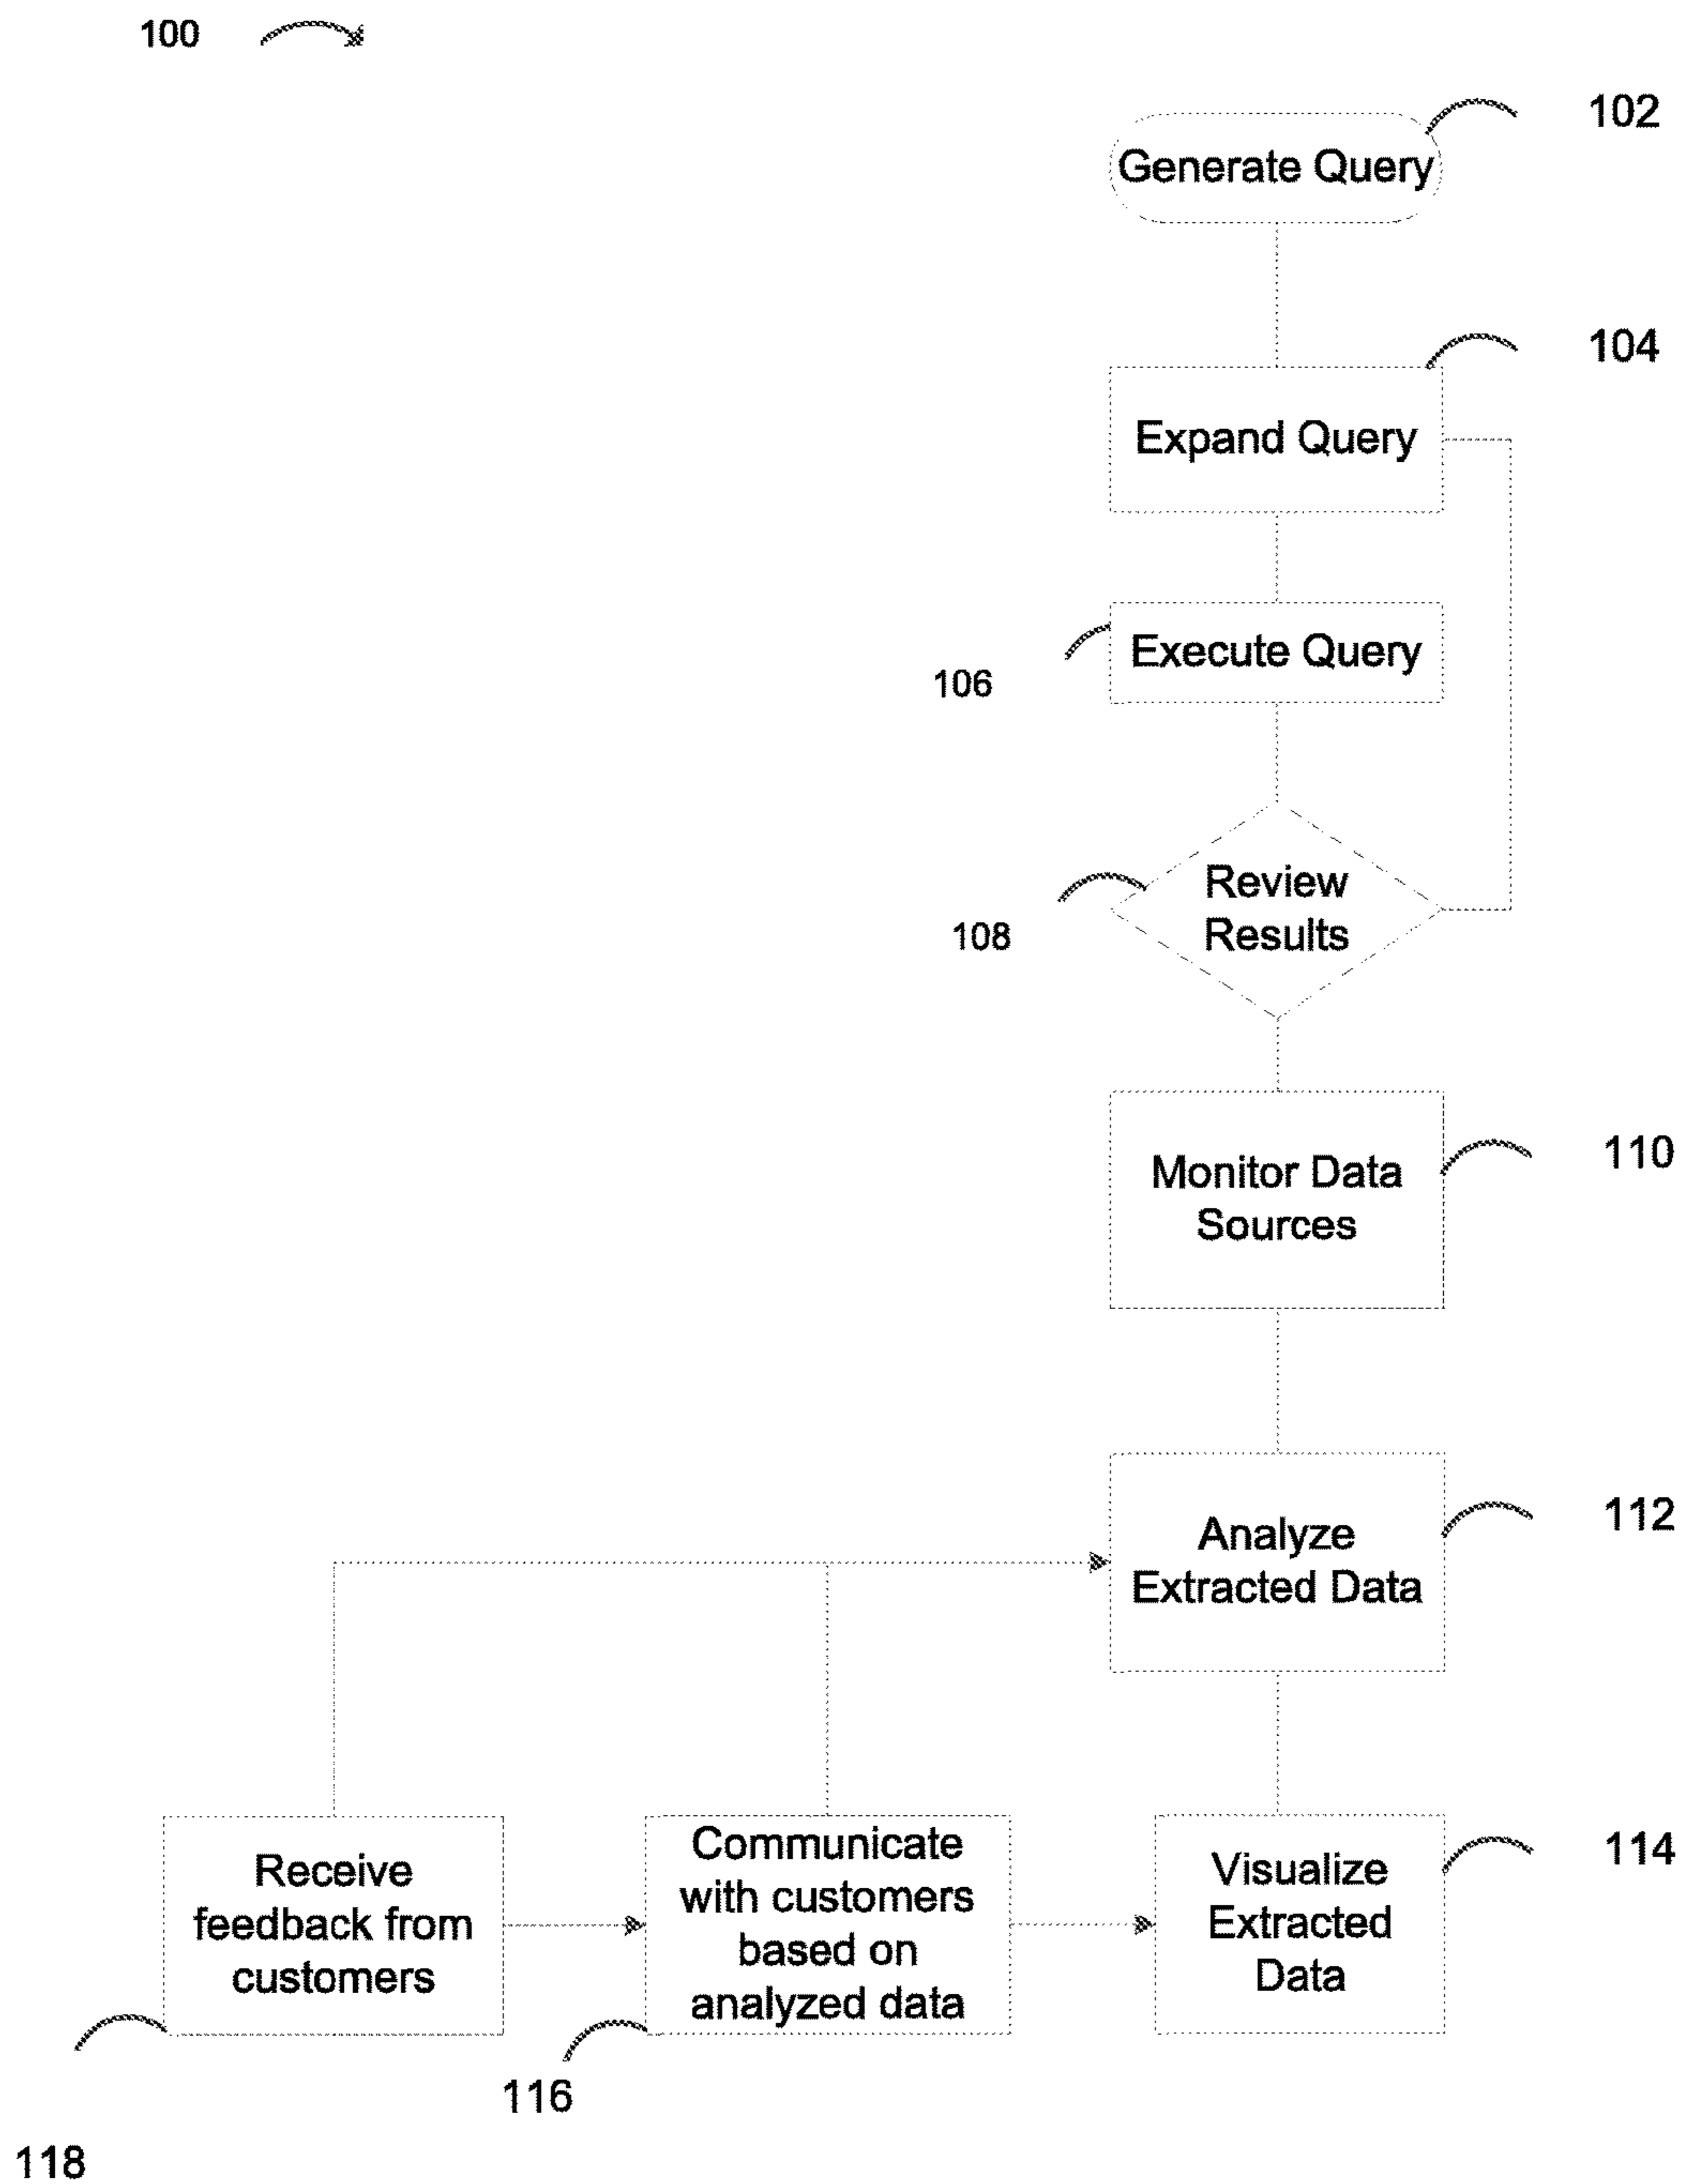 100
102
Generate Query
104
Expand Query
Execute Query
106
Review
Results
108
110
Monitor Data
Sources
112
Analyze
Extracted Data
Receive
feedback from
customers
Communicate
with customers
based on
analyzed data
114
Visualize
Extracted
Data
116
118